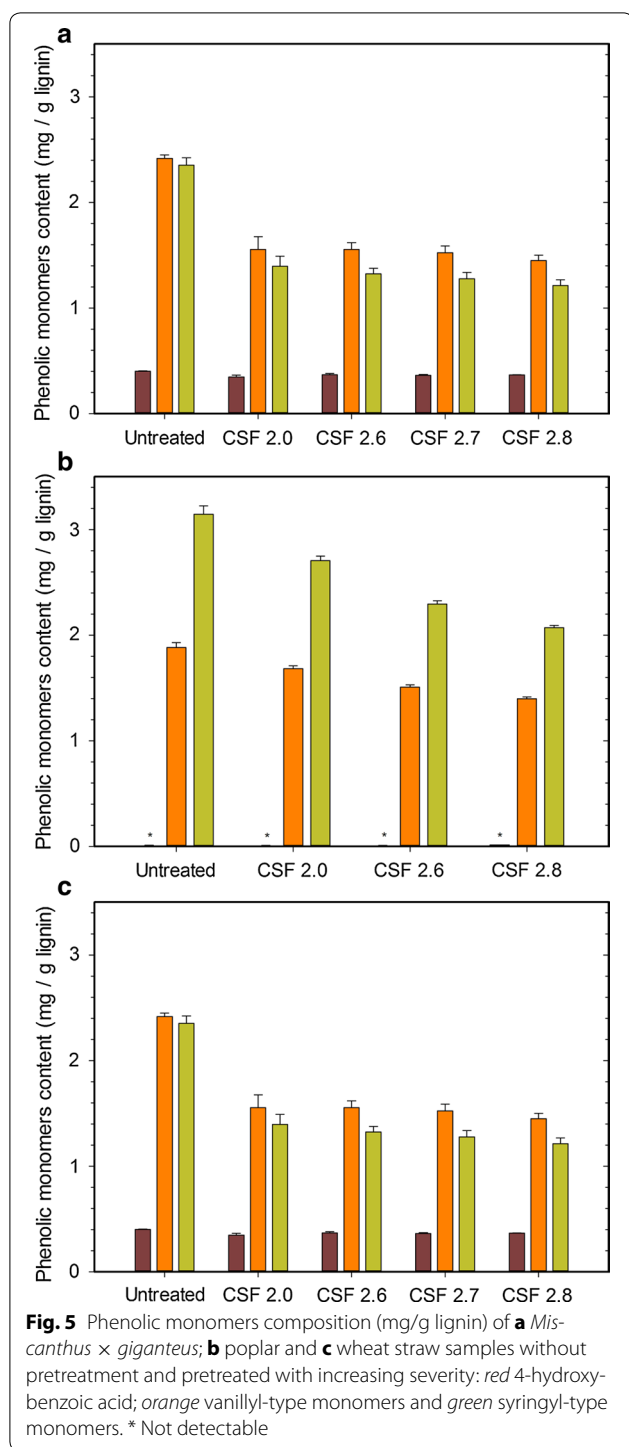 a
Phenolic monomers content (mg / g lignin)
3
2
1
0
Untreated CSF 2.0 CSF 2.6 CSF 2.7 CSF 2.8
b
Phenolic monomers content (mg / g lignin)
3
2
1
0
* * * *
Untreated CSF 2.0 CSF 2.6 CSF 2.8
c
Phenolic monomers content (mg / g lignin)
3
2
1
0
Untreated CSF 2.0 CSF 2.6 CSF 2.7 CSF 2.8
Fig. 5 Phenolic monomers composition (mg/g lignin) of a Mis-
canthus × giganteus; b poplar and c wheat straw samples without
pretreatment and pretreated with increasing severity: red 4-hydroxy-
benzoic acid; orange vanillyl-type monomers and green syringyl-type
monomers. * Not detectable